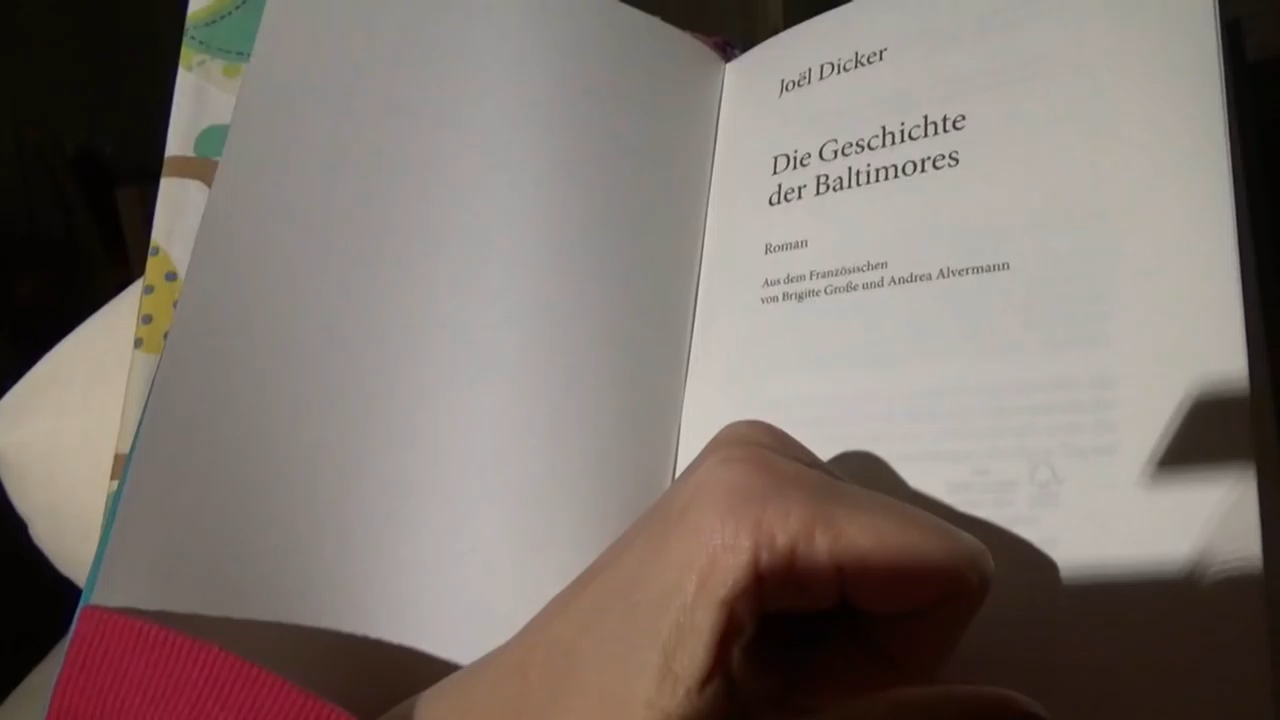 Joël Dicker
Die Geschichte
der Baltimores
Roman
Aus dem Französischen
von Brigitte Große und Andrea Alvermann